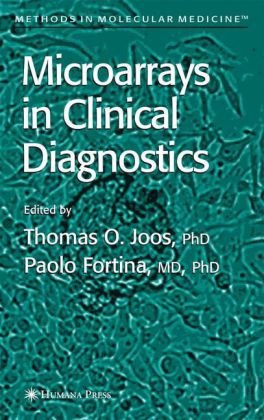 METHODS IN MOLECULAR MEDICINE™
Microarrays
in Clinical
Diagnostics
Edited by
Thomas O. Joos, PhD
Paolo Fortina, MD, PhD
HUMANA PRESS